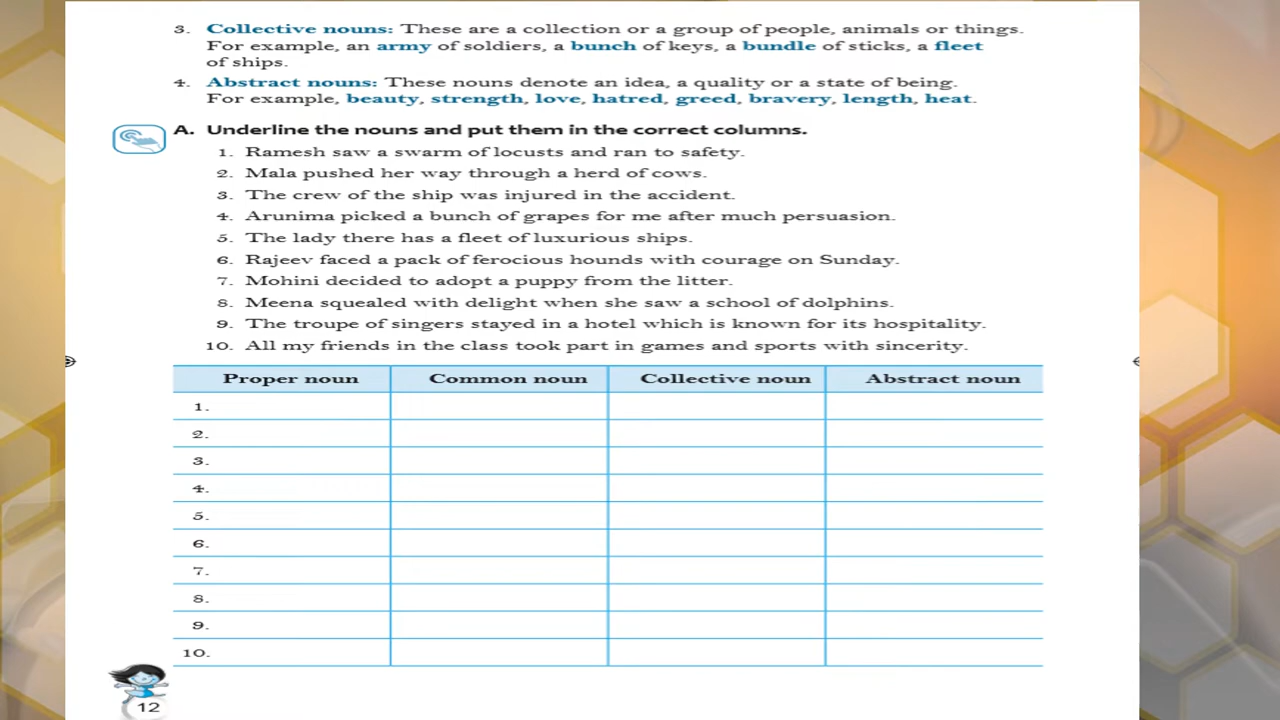 3. Collective nouns: These are a collection or a group of people, animals or things.
For example, an army of soldiers, a bunch of keys, a bundle of sticks, a fleet
of ships.
4. Abstract nouns: These nouns denote an idea, a quality or a state of being.
For example, beauty, strength, love, hatred, greed, bravery, length, heat.
A. Underline the nouns and put them in the correct columns.
1. Ramesh saw a swarm of locusts and ran to safety.
2. Mala pushed her way through a herd of cows.
3. The crew of the ship was injured in the accident.
4. Arunima picked a bunch of grapes for me after much persuasion.
5. The lady there has a fleet of luxurious ships.
6. Rajeev faced a pack of ferocious hounds with courage on Sunday.
7. Mohini decided to adopt a puppy from the litter.
8. Meena squealed with delight when she saw a school of dolphins.
9. The troupe of singers stayed in a hotel which is known for its hospitality.
10. All my friends in the class took part in games and sports with sincerity.
Proper noun Common noun Collective noun Abstract noun
1.
2.
3.
4.
5.
6.
7.
8.
9.
10.
12